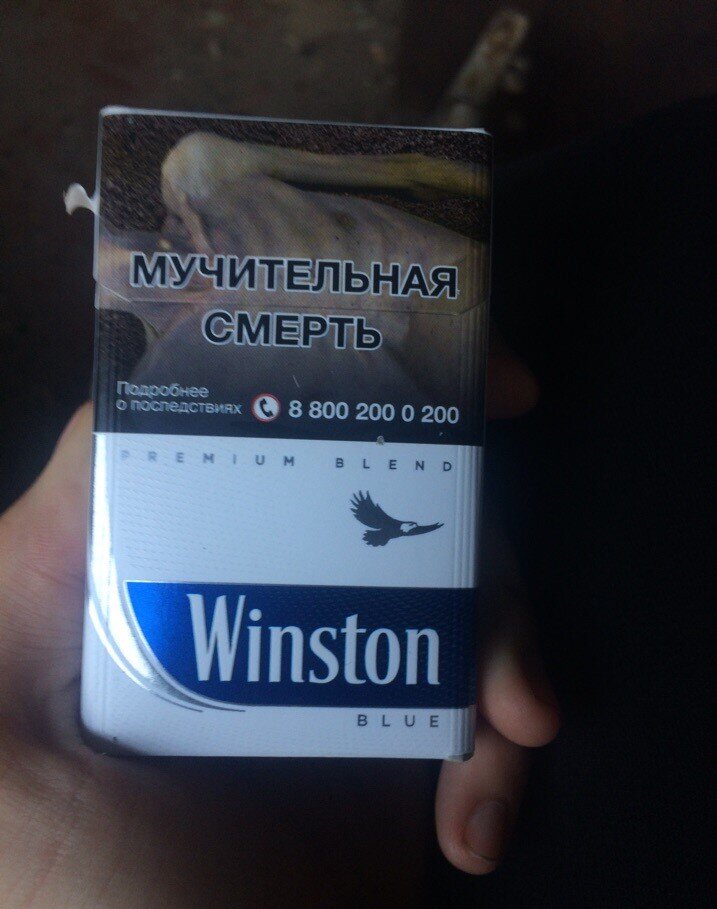 МУЧИТЕЛЬНАЯ
СМЕРТЬ
Подробнее
о последствиях 8 800 200 0 200
PREMIUM BLEND
Winston
BLUE